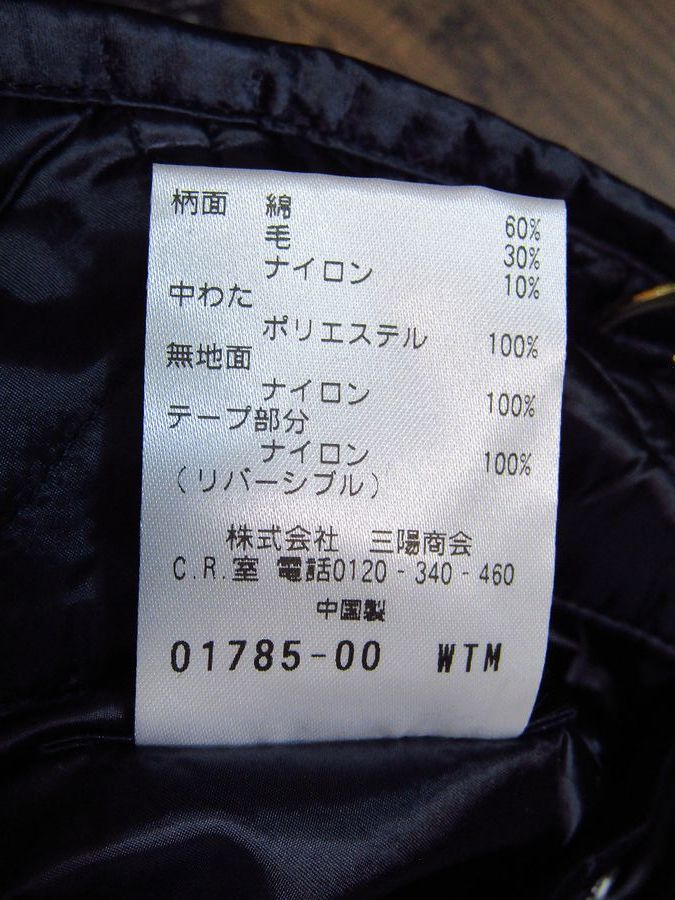 柄面 綿 60%
毛 30%
ナイロン 10%
中わた
ポリエステル 100%
無地面
ナイロン 100%
テープ部分
ナイロン 100%
(リバーシブル)
株式会社 三陽商会
C.R.室 電話0120-340-460
中国製
01785-00 WTM